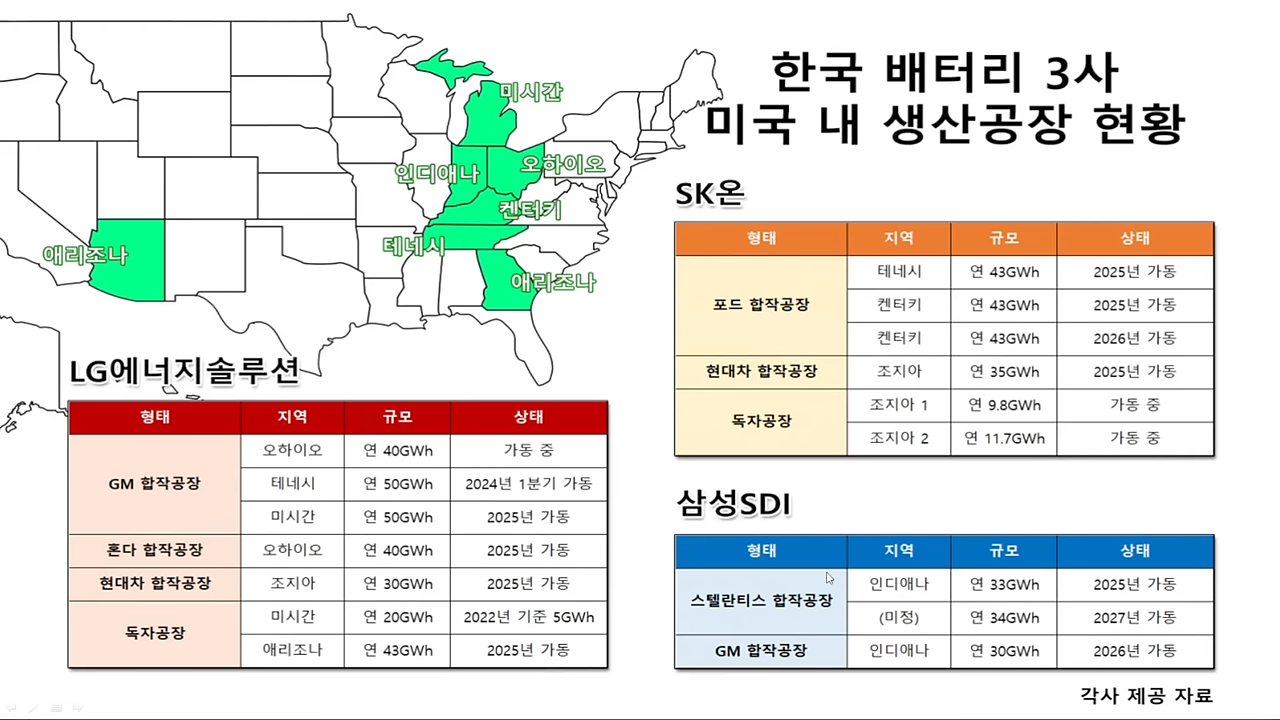 한국 배터리 3사
미국 내 생산공장 현황
미시간
인디애나
오하이오
켄터키
테네시
애리조나
애리조나
SK온
형태 지역 규모 상태
포드 합작공장
테네시 연 43GWh 2025년 가동
켄터키 연 43GWh 2025년 가동
켄터키 연 43GWh 2026년 가동
현대차 합작공장 조지아 연 35GWh 2025년 가동
독자공장
조지아 1 연 9.8GWh 가동 중
조지아 2 연 11.7GWh 가동 중
LG에너지솔루션
형태 지역 규모 상태
GM 합작공장
오하이오 연 40GWh 가동 중
테네시 연 50GWh 2024년 1분기 가동
미시간 연 50GWh 2025년 가동
혼다 합작공장 오하이오 연 40GWh 2025년 가동
현대차 합작공장 조지아 연 30GWh 2025년 가동
독자공장
미시간 연 20GWh 2022년 기준 5GWh
애리조나 연 43GWh 2025년 가동
삼성SDI
형태 지역 규모 상태
스텔란티스 합작공장
인디애나 연 33GWh 2025년 가동
(미정) 연 34GWh 2027년 가동
GM 합작공장 인디애나 연 30GWh 2026년 가동
각사 제공 자료